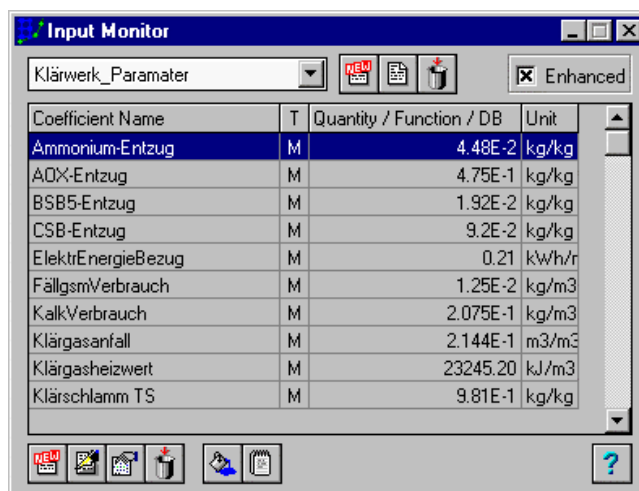 Input Monitor
Klärwerk_Paramater
NEW
Enhanced
Coefficient Name T Quantity / Function / DB Unit
Ammonium-Entzug M 4.48E-2 kg/kg
AOX-Entzug M 4.75E-1 kg/kg
BSB5-Entzug M 1.92E-2 kg/kg
CSB-Entzug M 9.2E-2 kg/kg
ElektrEnergieBezug M 0.21 kWh/r
FällgsmVerbrauch M 1.25E-2 kg/m3
KalkVerbrauch M 2.075E-1 kg/m3
Klärgasanfall M 2.144E-1 m3/m3
Klärgasheizwert M 23245.20 kJ/m3
Klärschlamm TS M 9.81E-1 kg/kg
NEW
?